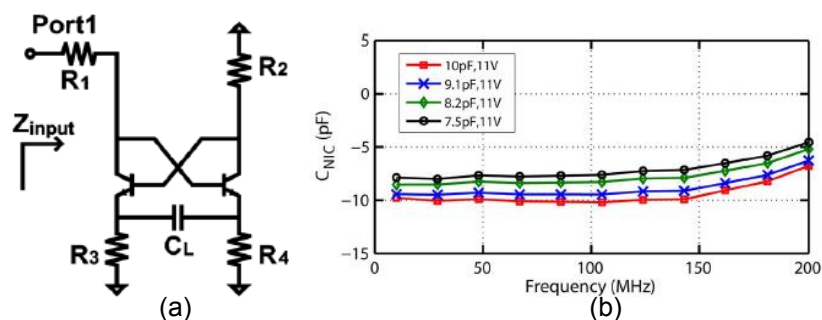 Port1
R1
R2
Zinput
R3
CL
R4
(a)
CNIC (pF)
5
0
−5
−10
−15
10pF,11V
9.1pF,11V
8.2pF,11V
7.5pF,11V
0
50
100
150
200
Frequency (MHz)
(b)